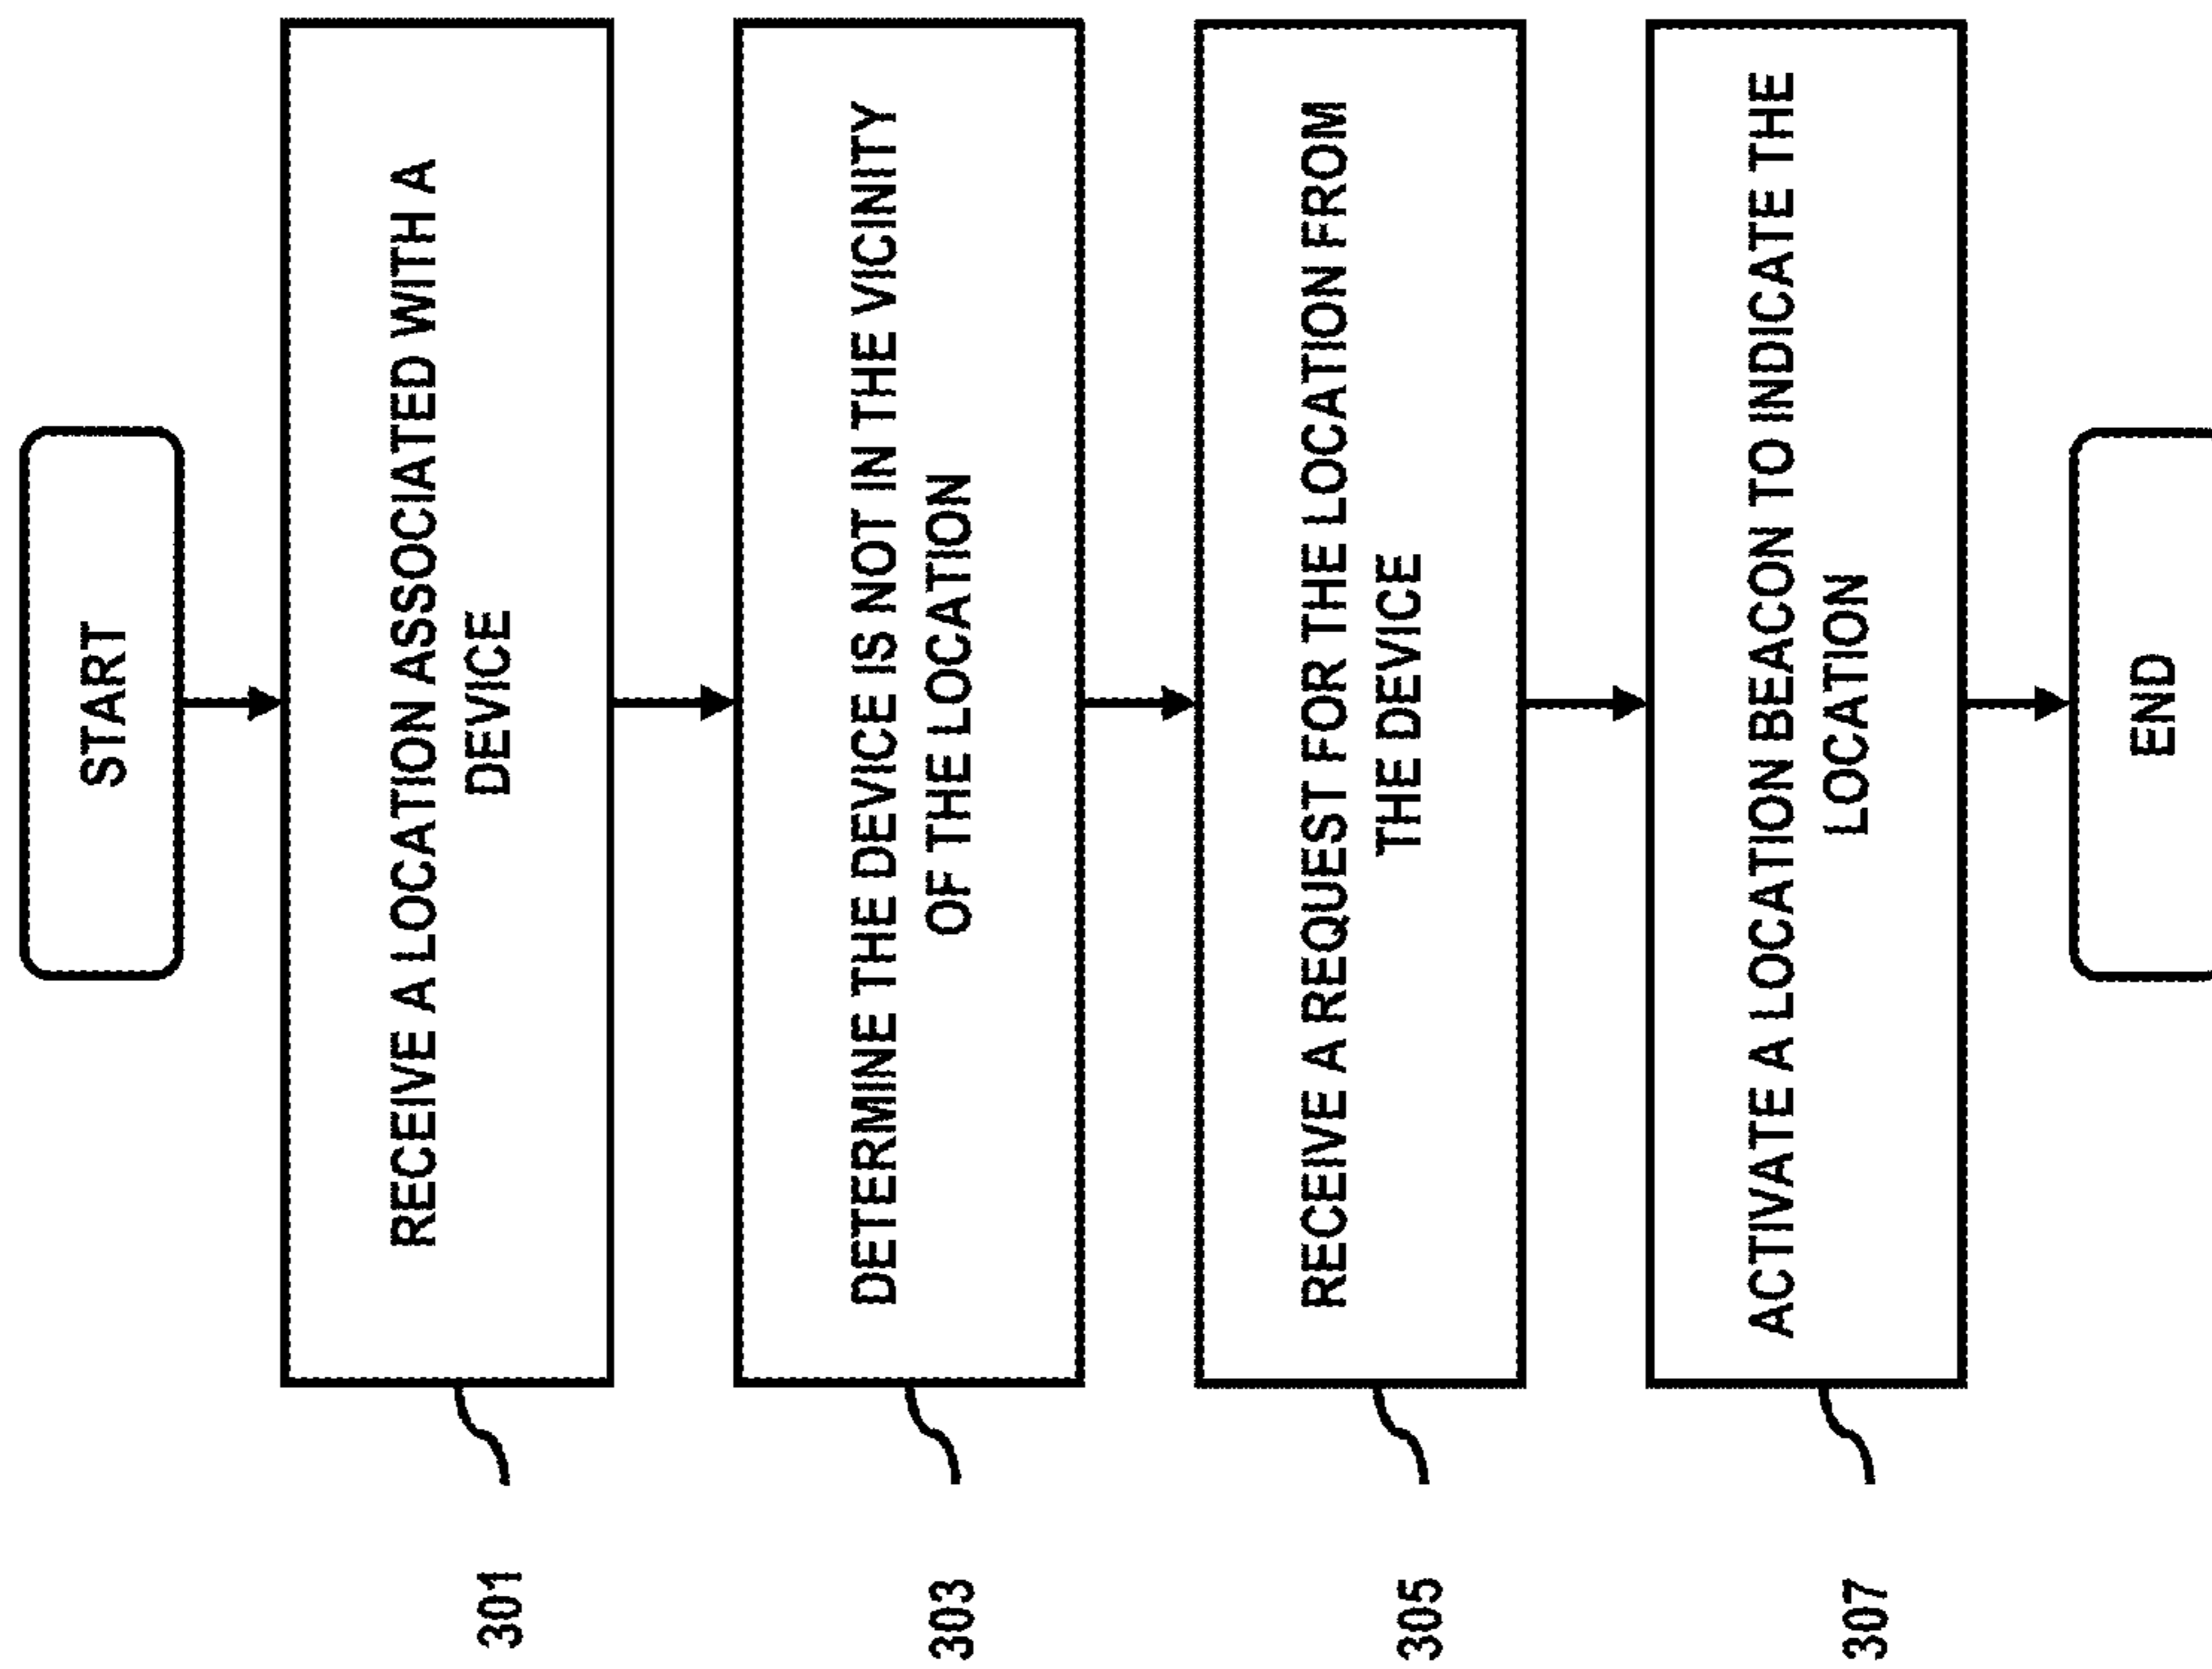 START
RECEIVE A LOCATION ASSOCIATED WITH A
DEVICE
301
DETERMINE THE DEVICE IS NOT IN THE VICINITY
OF THE LOCATION
303
RECEIVE A REQUEST FOR THE LOCATION FROM
THE DEVICE
305
ACTIVATE A LOCATION BEACON TO INDICATE THE
LOCATION
307
END